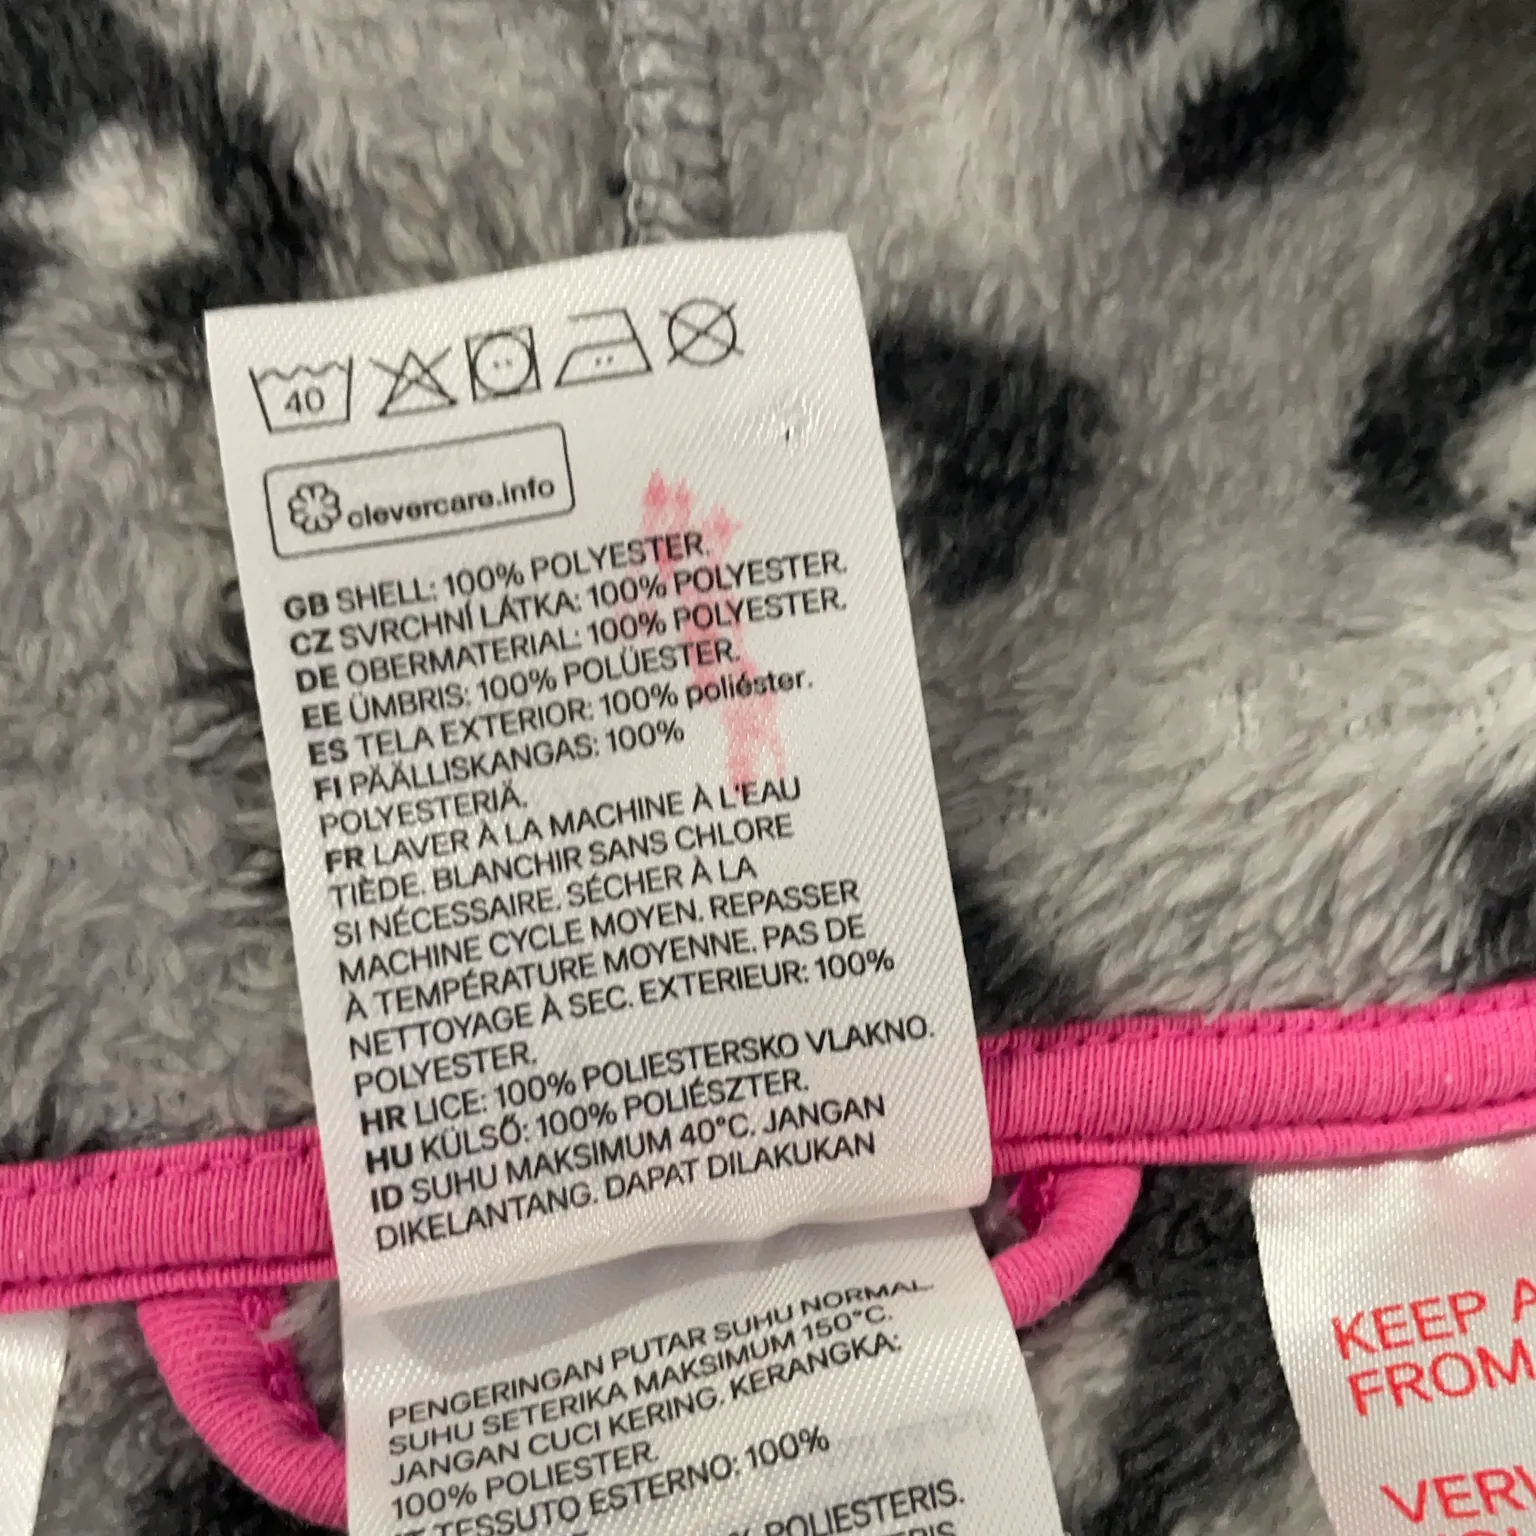 40
clevercare.info
GB SHELL: 100% POLYESTER.
CZ SVRCHNÍ LÁTKA: 100% POLYESTER.
DE OBERMATERIAL: 100% POLYESTER.
EE ÜMBRIS: 100% POLÜESTER.
ES TELA EXTERIOR: 100% poliéster.
FI PÄÄLLISKANGAS: 100%
POLYESTERIÄ.
FR LAVER À LA MACHINE À L'EAU
TIÈDE. BLANCHIR SANS CHLORE
SI NÉCESSAIRE. SÉCHER À LA
MACHINE CYCLE MOYEN. REPASSER
À TEMPÉRATURE MOYENNE. PAS DE
NETTOYAGE À SEC. EXTERIEUR: 100%
POLYESTER.
HR LICE: 100% POLIESTERSKO VLAKNO.
HU KÜLSŐ: 100% POLIÉSZTER.
ID SUHU MAKSIMUM 40°C. JANGAN
DIKELANTANG. DAPAT DILAKUKAN
PENGERINGAN PUTAR SUHU NORMAL.
SUHU SETERIKA MAKSIMUM 150°C.
JANGAN CUCI KERING. KERANGKA:
100% POLIESTER.
IT TESSUTO ESTERNO: 100%
POLIESTERIS.
KEEP
FROM